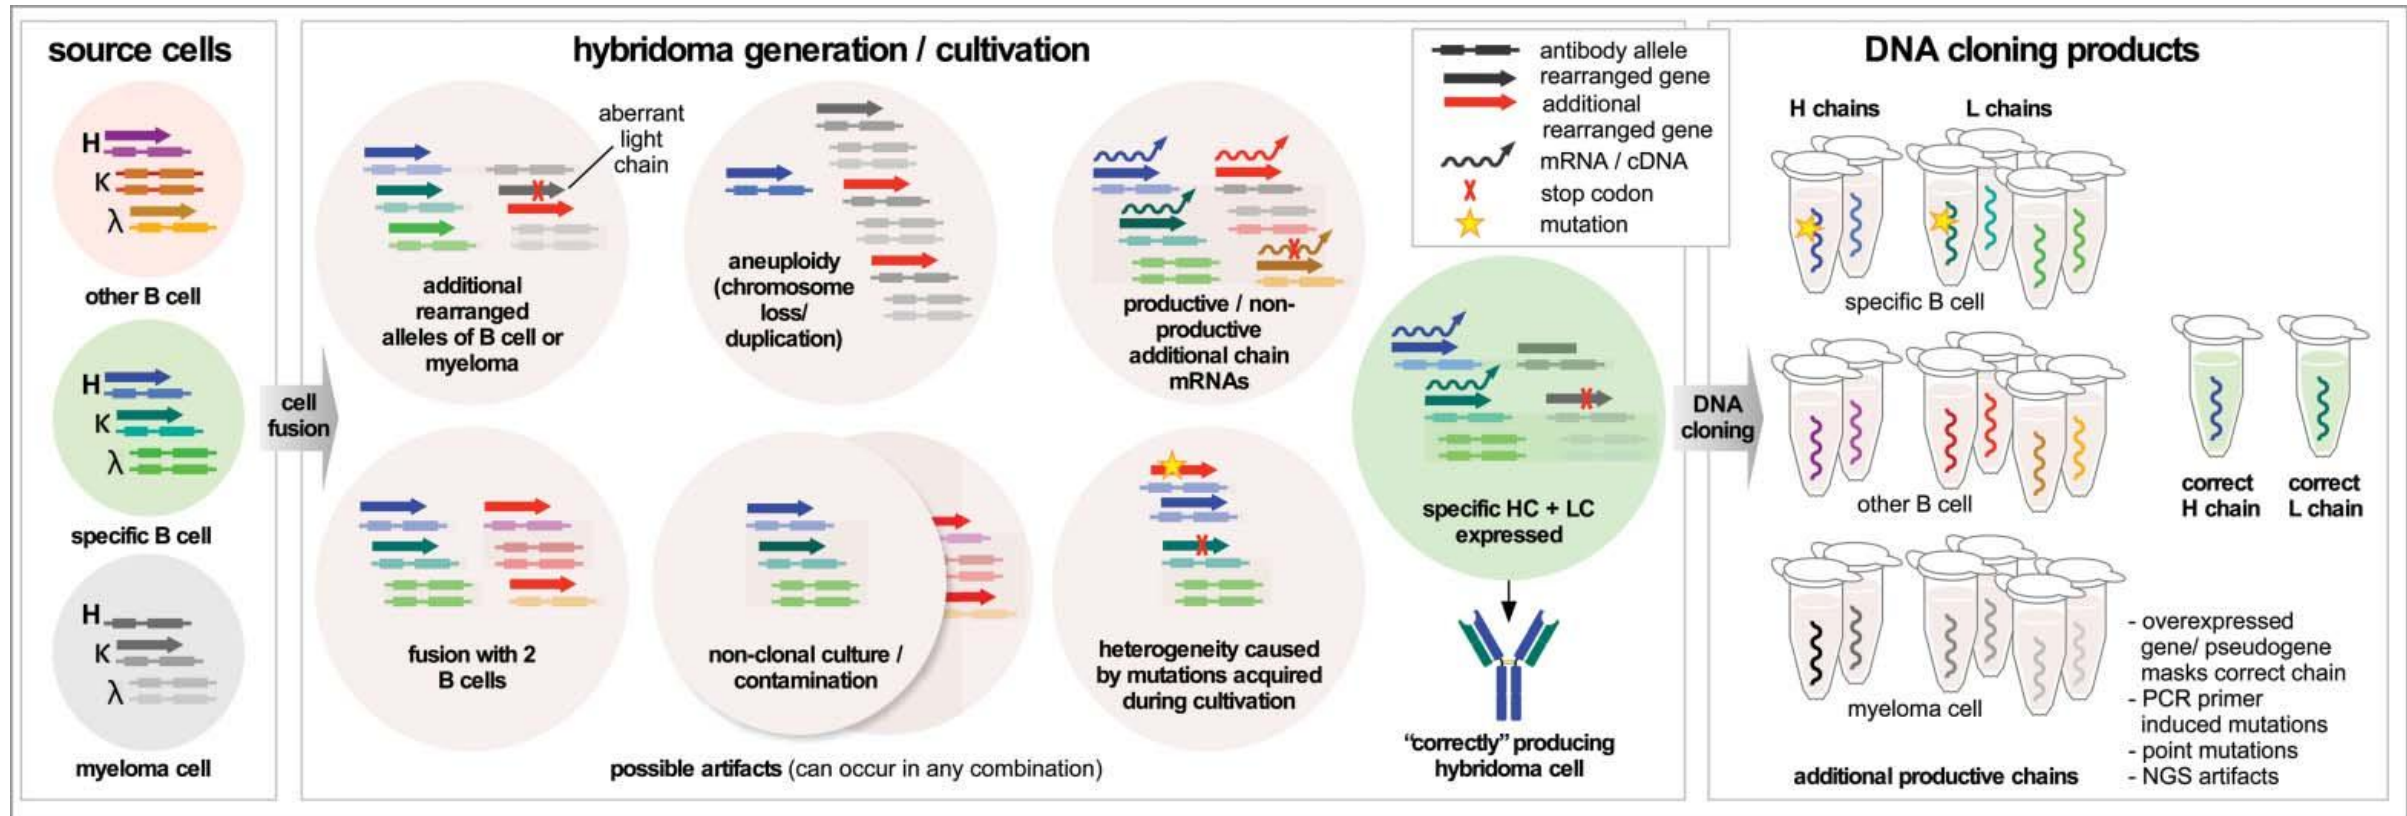 source cells
H
κ
λ
other B cell
H
κ
λ
specific B cell
H
κ
λ
myeloma cell
cell
fusion
hybridoma generation / cultivation
aberrant
light
chain
additional
rearranged
alleles of B cell or
myeloma
aneuploidy
(chromosome
loss/
duplication)
productive / non-
productive
additional chain
mRNAs
fusion with 2
B cells
non-clonal culture /
contamination
heterogeneity caused
by mutations acquired
during cultivation
possible artifacts (can occur in any combination)
antibody allele
rearranged gene
additional
rearranged gene
mRNA / cDNA
stop codon
mutation
specific HC + LC
expressed
“correctly” producing
hybridoma cell
DNA
cloning
DNA cloning products
H chains
L chains
specific B cell
other B cell
myeloma cell
additional productive chains
correct
H chain
correct
L chain
- overexpressed
gene/ pseudogene
masks correct chain
- PCR primer
induced mutations
- point mutations
- NGS artifacts